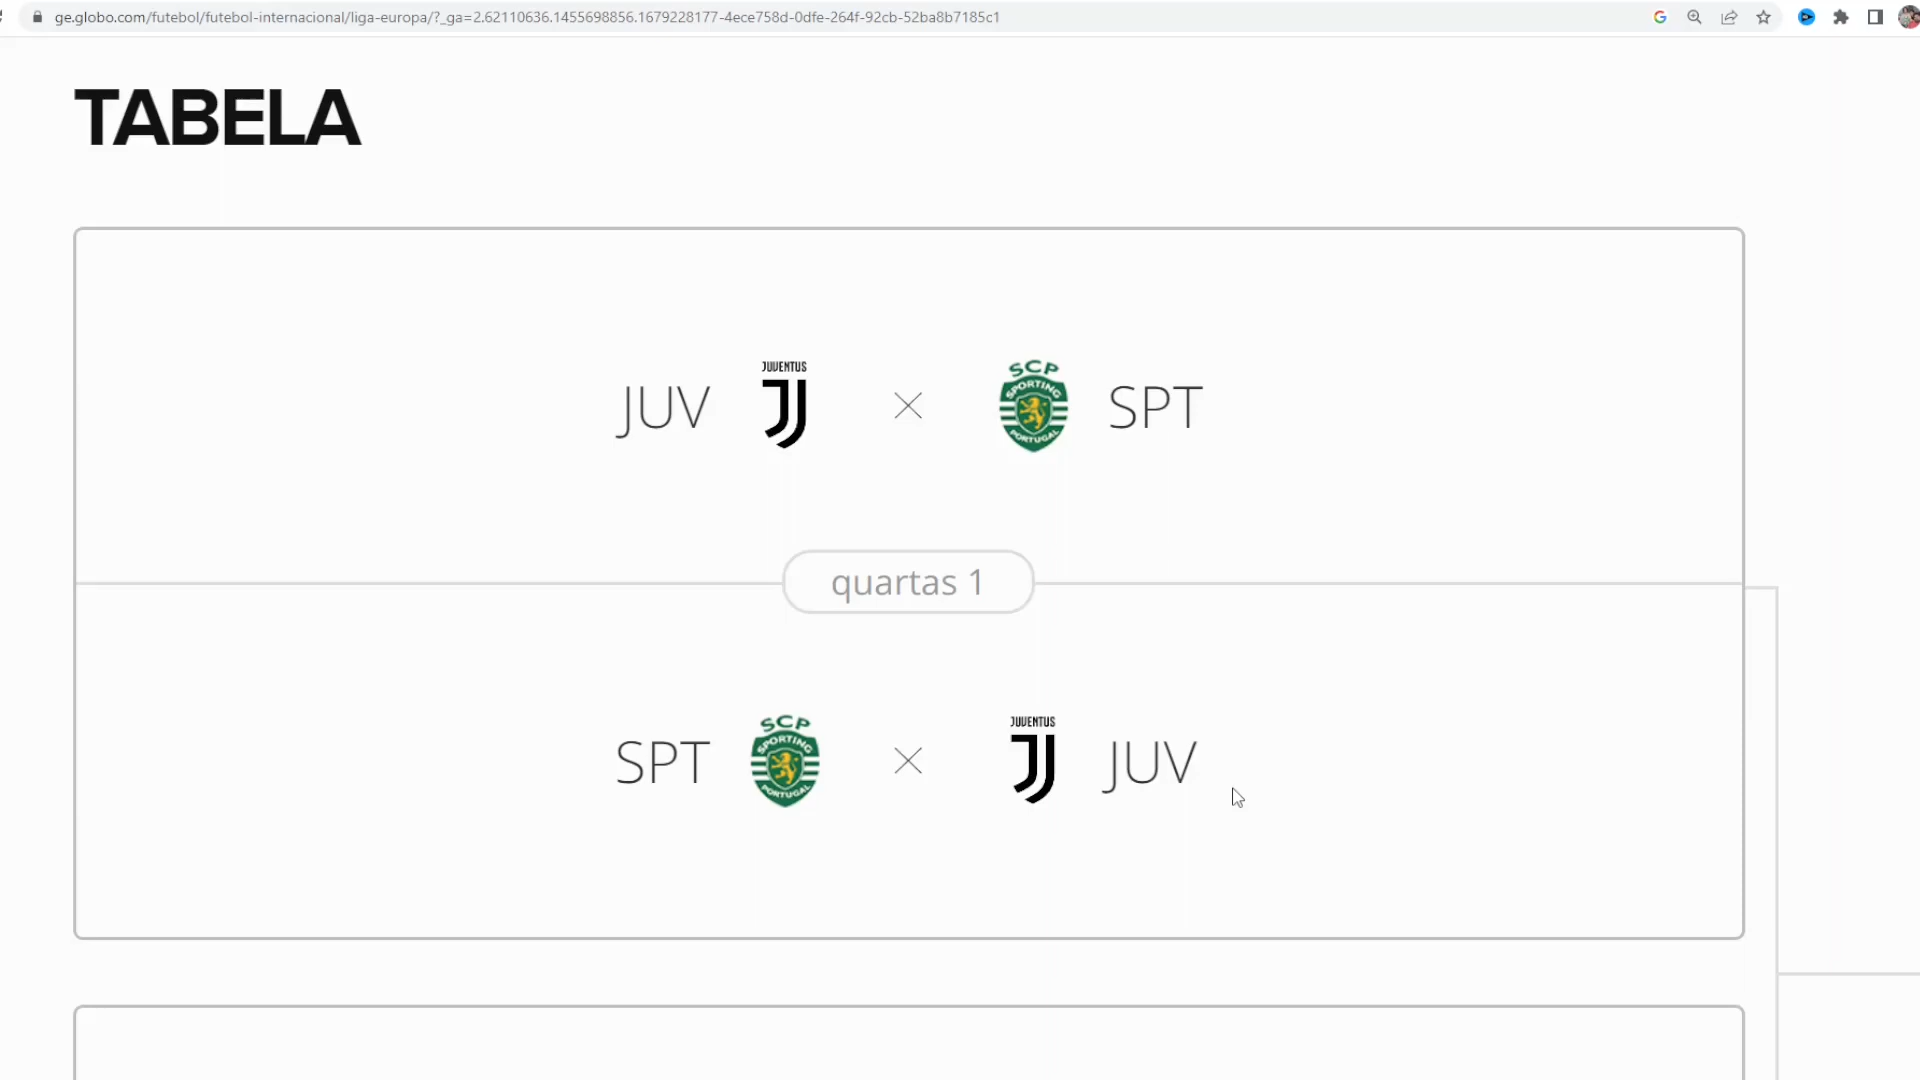 ge.globo.com/futebol/futebol-internacional/liga-europa/?_ga=2.62110636.1455698856.1679228177-4ece758d-0dfe-264f-92cb-52ba8b7185c1
TABELA
JUV JUVENTUS × SCP SPORTING PORTUGAL SPT
quartas 1
SPT SCP SPORTING PORTUGAL × JUVENTUS JUV